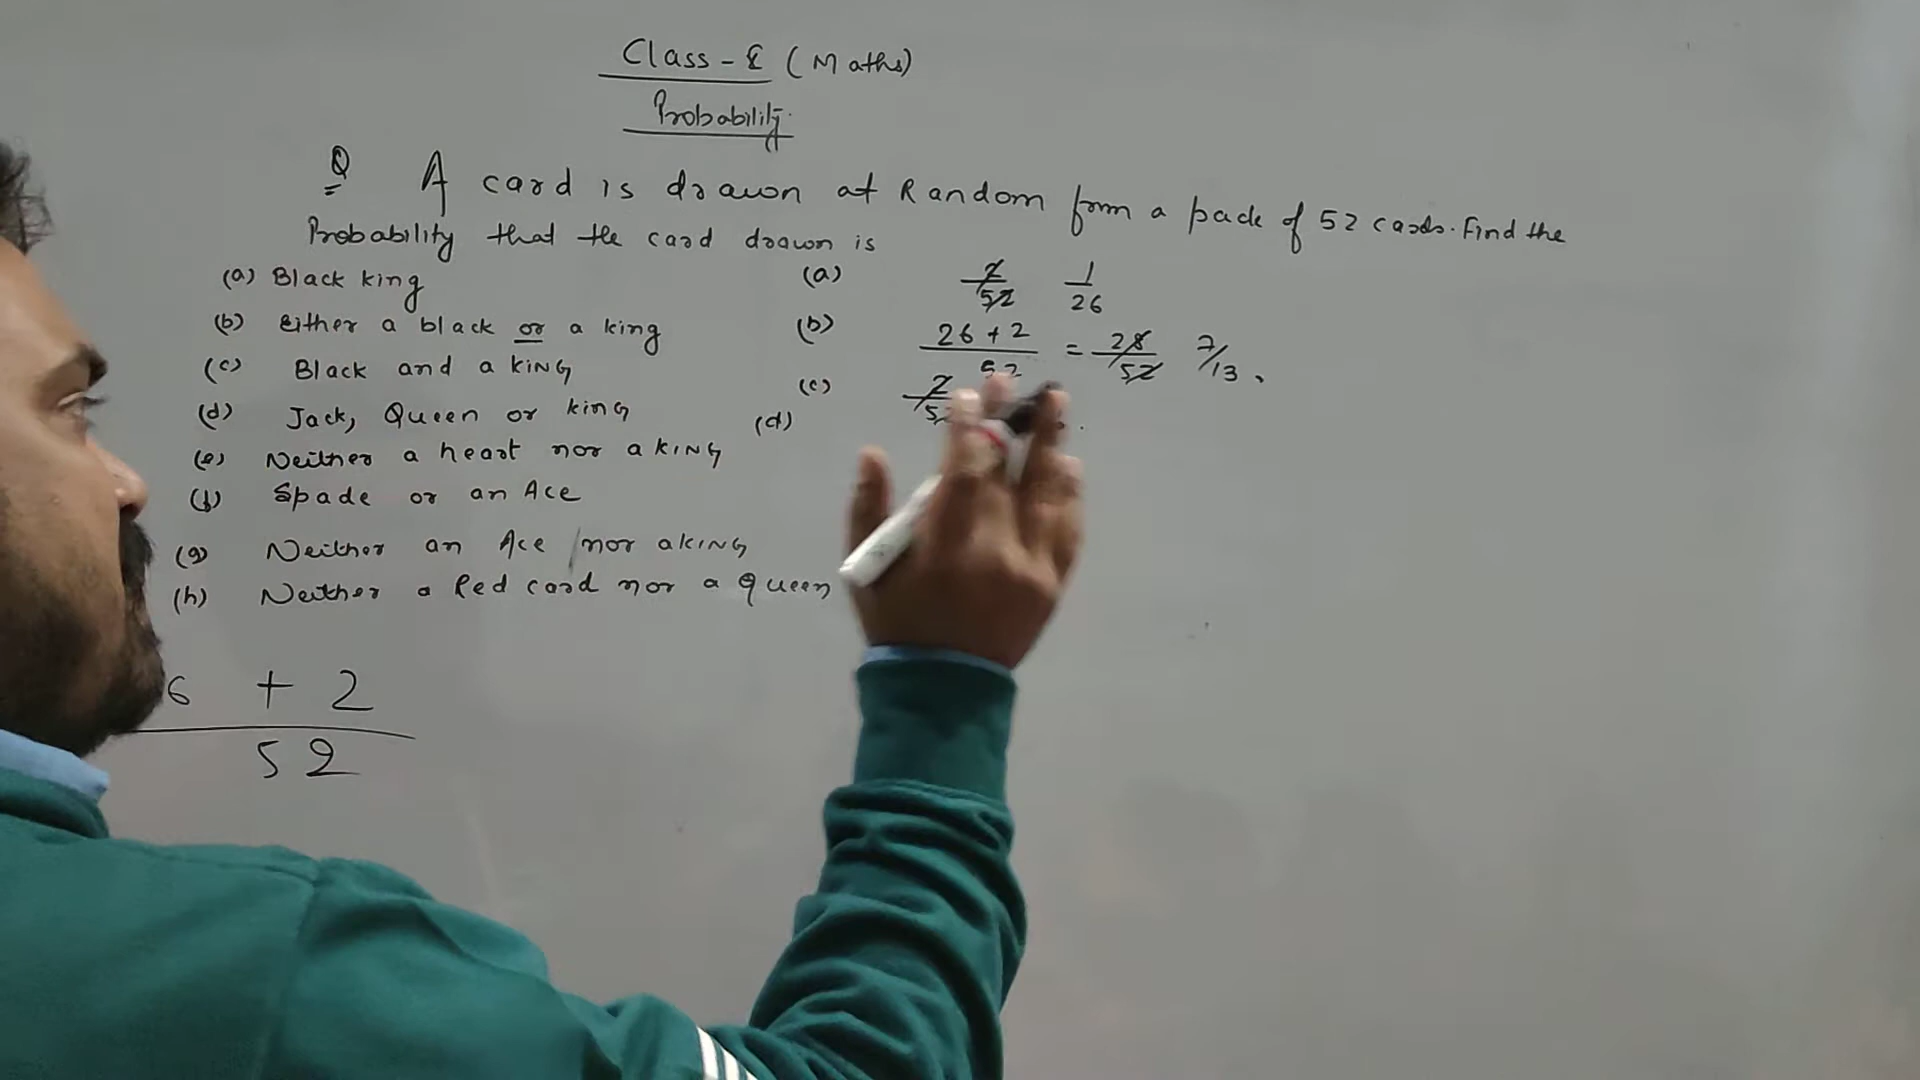 Class - X (Maths)
Probability.
Q A card is drawn at Random from a pack of 52 cards. Find the
Probability that the card drawn is
(a) Black king
(b) Either a black or a king
(c) Black and a kinG
(d) Jack, Queen or kinG
(e) Neither a heart nor a kinG
(f) Spade or an Ace
(g) Neither an Ace / nor a kinG
(h) Neither a Red card nor a Queen
(a) 2/52 1/26
(b) 26 + 2 / 52 = 28/52 7/13
(c) 2/5
(d)
6 + 2
52